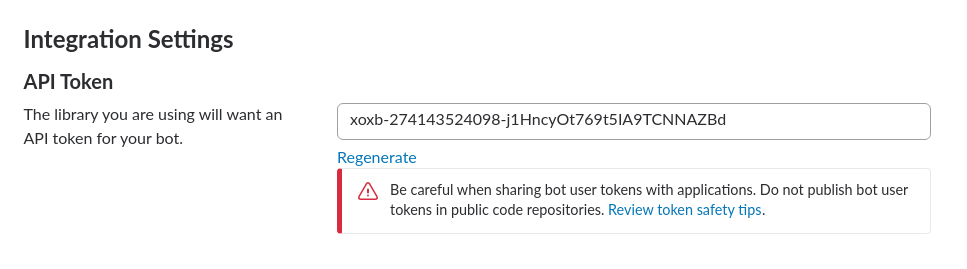 Integration Settings
API Token
The library you are using will want an
API token for your bot.
xoxb-274143524098-j1HncyOt769t5IA9TCNNAZBd
Regenerate
Be careful when sharing bot user tokens with applications. Do not publish bot user
tokens in public code repositories. Review token safety tips.